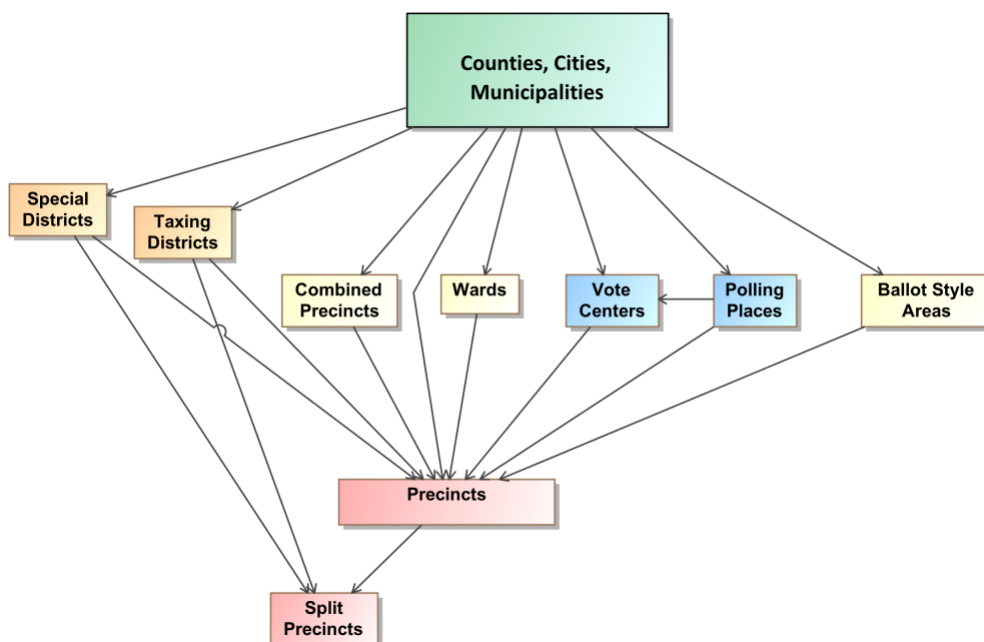 Counties, Cities,
Municipalities
Special
Districts
Taxing
Districts
Combined
Precincts
Wards
Vote
Centers
Polling
Places
Ballot Style
Areas
Precincts
Split
Precincts